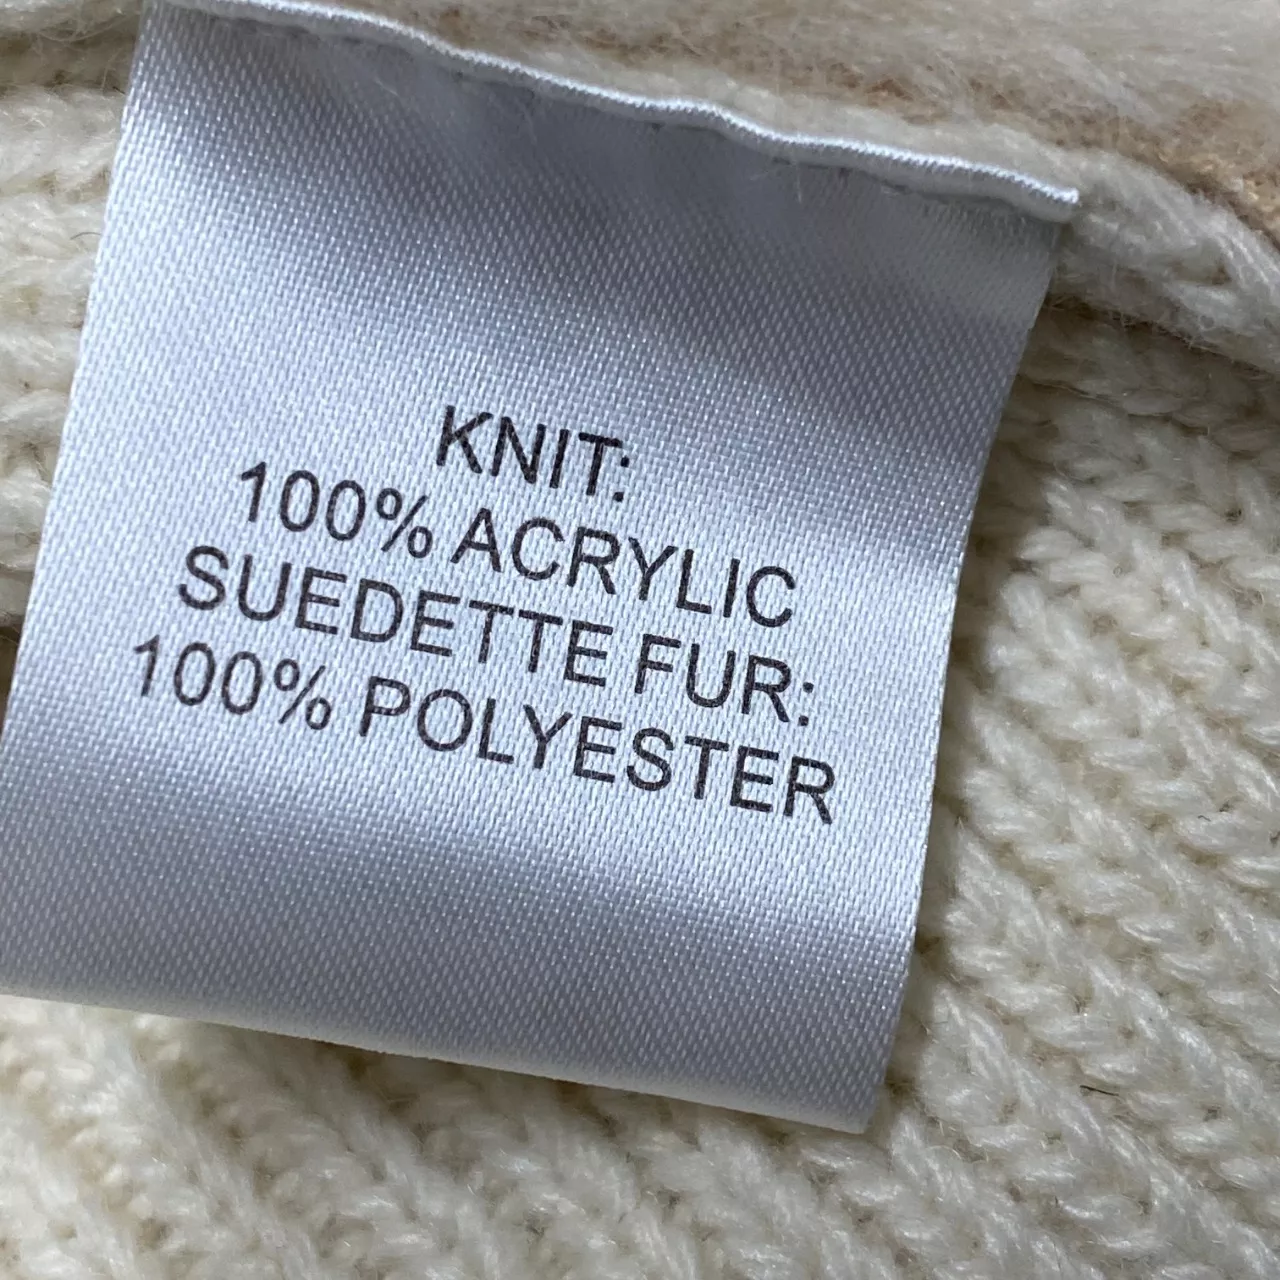 KNIT:
100% ACRYLIC
SUEDETTE FUR:
100% POLYESTER